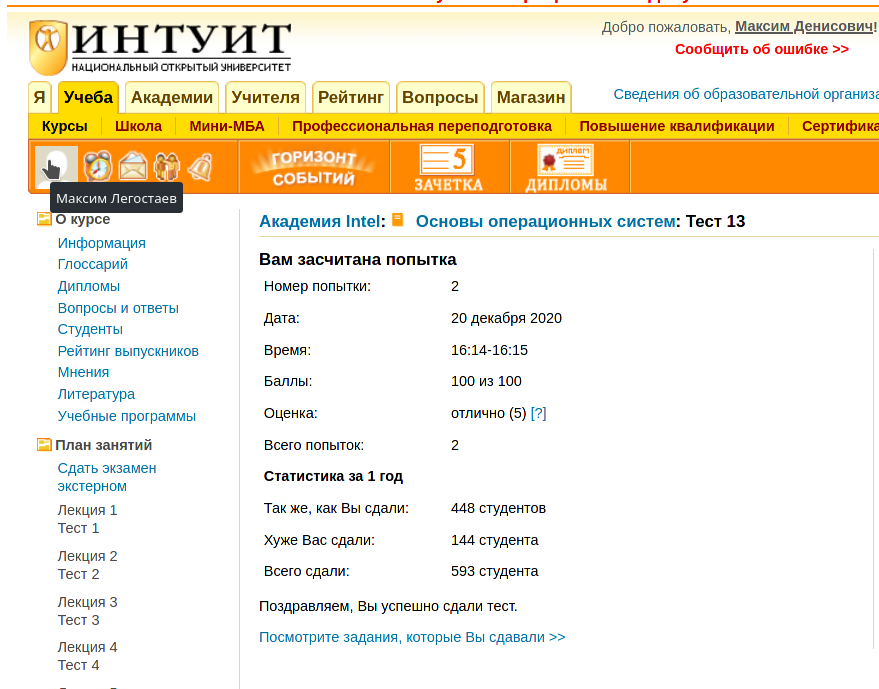 Добро пожаловать, Максим Денисович!
Сообщить об ошибке >>
ИНТУИТ
НАЦИОНАЛЬНЫЙ ОТКРЫТЫЙ УНИВЕРСИТЕТ
Я Учеба Академии Учителя Рейтинг Вопросы Магазин
Сведения об образовательной организа
Курсы Школа Мини-МБА Профессиональная переподготовка Повышение квалификации Сертифика
ГОРИЗОНТ
СОБЫТИЙ
5
ЗАЧЕТКА
ДИПЛОМ
ДИПЛОМЫ
Максим Легостаев
О курсе
Информация
Глоссарий
Дипломы
Вопросы и ответы
Студенты
Рейтинг выпускников
Мнения
Литература
Учебные программы
План занятий
Сдать экзамен
экстерном
Лекция 1
Тест 1
Лекция 2
Тест 2
Лекция 3
Тест 3
Лекция 4
Тест 4
Академия Intel: Основы операционных систем: Тест 13
Вам засчитана попытка
Номер попытки: 2
Дата: 20 декабря 2020
Время: 16:14-16:15
Баллы: 100 из 100
Оценка: отлично (5) [?]
Всего попыток: 2
Статистика за 1 год
Так же, как Вы сдали: 448 студентов
Хуже Вас сдали: 144 студента
Всего сдали: 593 студента
Поздравляем, Вы успешно сдали тест.
Посмотрите задания, которые Вы сдавали >>